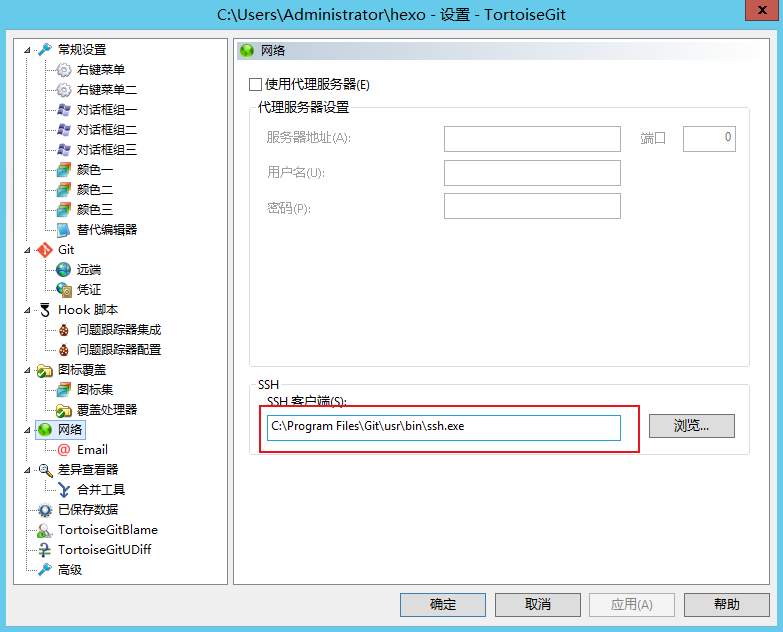 C:\Users\Administrator\hexo - 设置 - TortoiseGit
x
常规设置
右键菜单
右键菜单二
对话框组一
对话框组二
对话框组三
颜色一
颜色二
颜色三
替代编辑器
Git
远端
凭证
Hook 脚本
问题跟踪器集成
问题跟踪器配置
图标覆盖
图标集
覆盖处理器
网络
Email
差异查看器
合并工具
已保存数据
TortoiseGitBlame
TortoiseGitUDiff
高级
网络
使用代理服务器(E)
代理服务器设置
服务器地址(A):
端口
0
用户名(U):
密码(P):
SSH
SSH 客户端(S):
C:\Program Files\Git\usr\bin\ssh.exe
浏览...
确定
取消
应用(A)
帮助